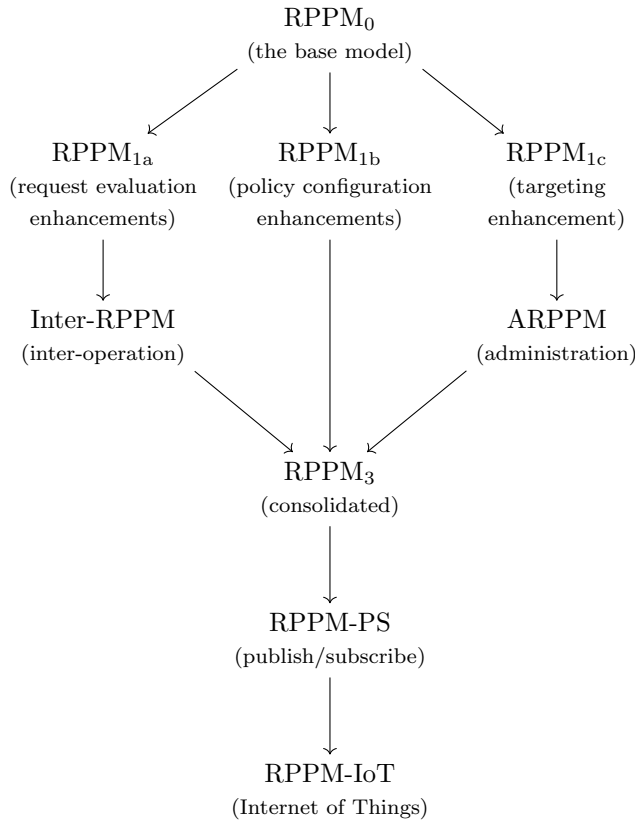 RPPM₀
(the base model)
RPPM₁ₐ
(request evaluation
enhancements)
RPPM₁b
(policy configuration
enhancements)
RPPM₁c
(targeting
enhancement)
Inter-RPPM
(inter-operation)
ARPPM
(administration)
RPPM₃
(consolidated)
RPPM-PS
(publish/subscribe)
RPPM-IoT
(Internet of Things)